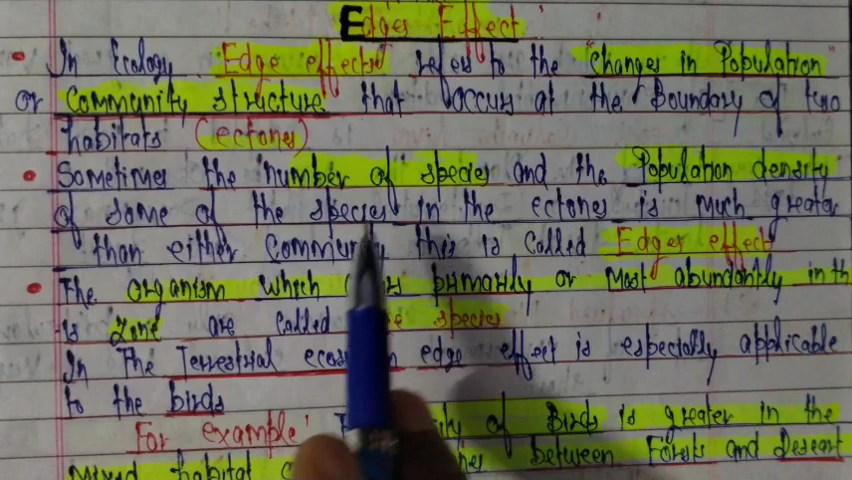 Edges Effect
In Ecology Edge effects refers to the "Changes in Population"
or Community structure that occurs at the Boundary of two
habitats (ectones)
Sometimes the number of species and the Population density
of some of the species in the ectones is much greater
than either Community this is called Edges effect
The organism which primarily or Most abundantly in th
is Zone are called species
In The Terrestrial edge effect is especially applicable
to the birds
For example: of Birds is greater in the
Mixed habitat between Forests and Desert